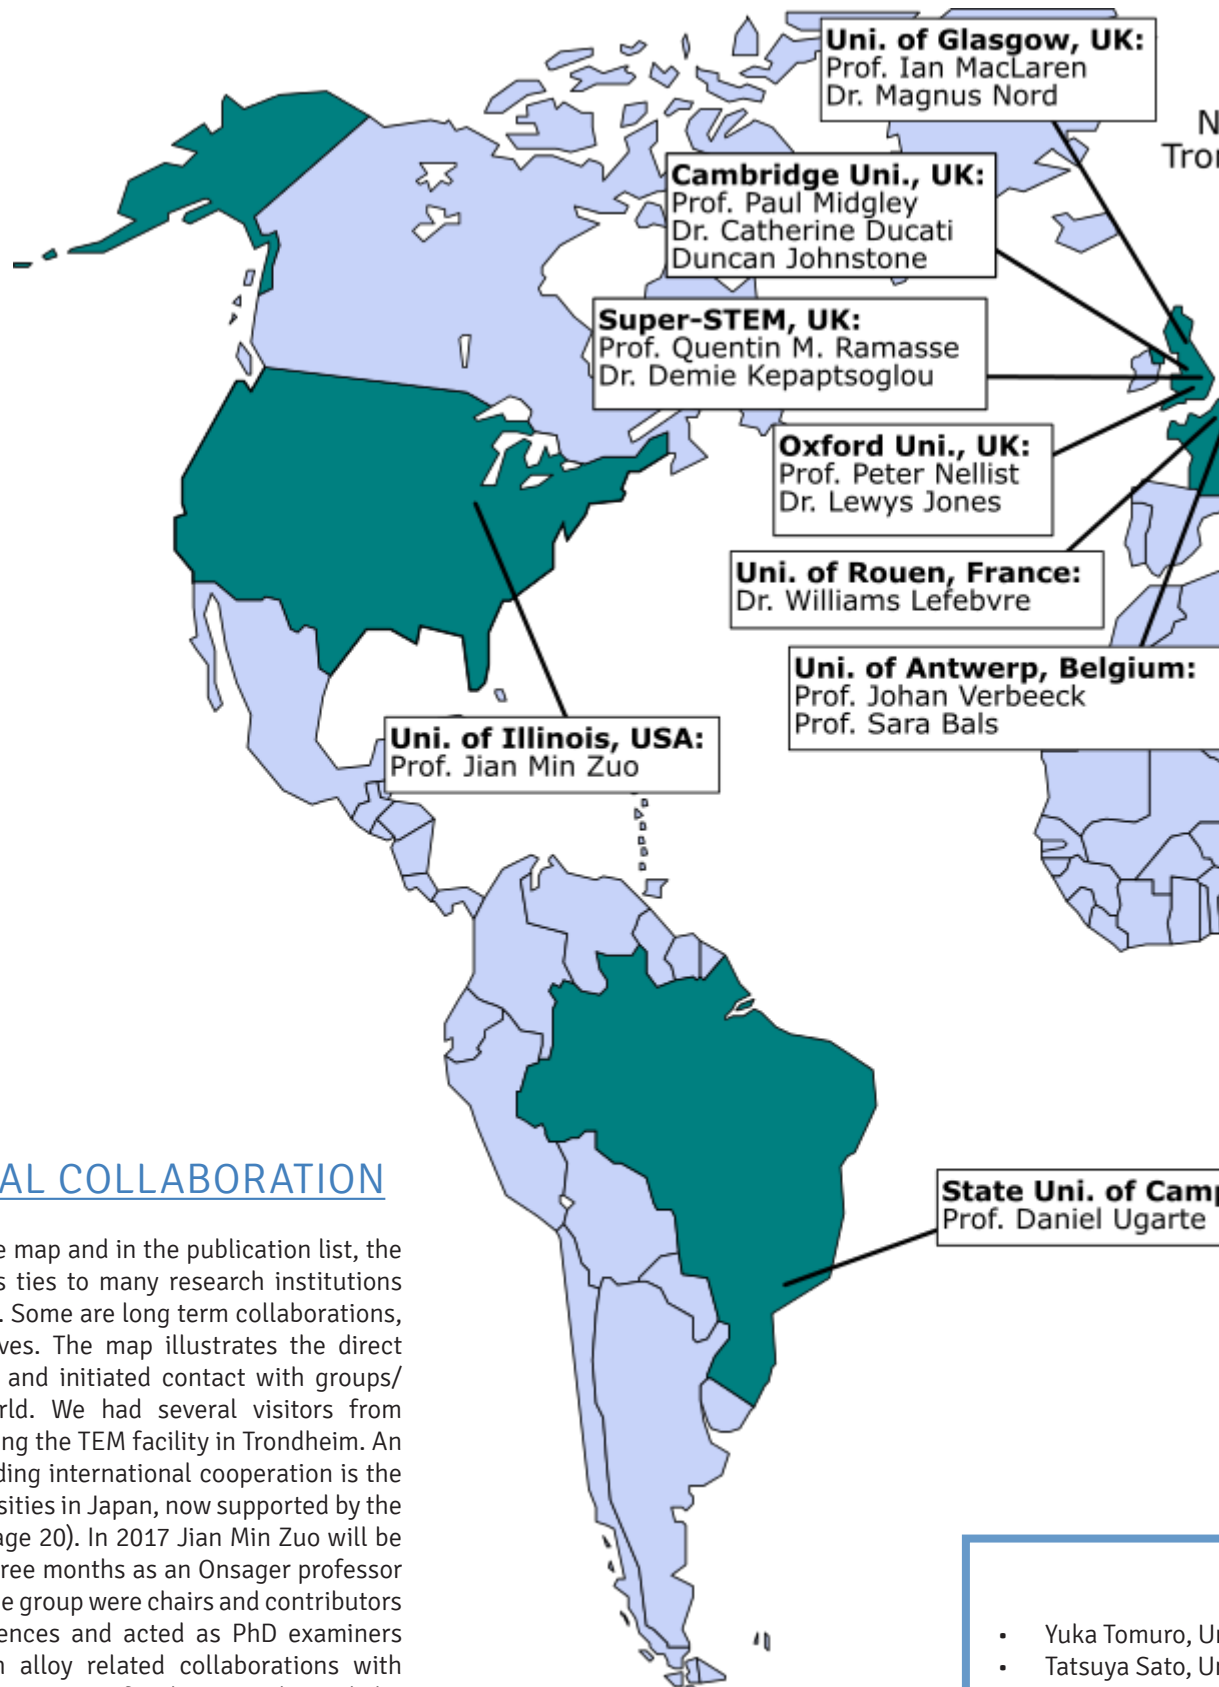 Uni. of Glasgow, UK:
Prof. Ian MacLaren
Dr. Magnus Nord
Cambridge Uni., UK:
Prof. Paul Midgley
Dr. Catherine Ducati
Duncan Johnstone
Super-STEM, UK:
Prof. Quentin M. Ramasse
Dr. Demie Kepaptsoglou
Oxford Uni., UK:
Prof. Peter Nellist
Dr. Lewys Jones
Uni. of Rouen, France:
Dr. Williams Lefebvre
Uni. of Antwerp, Belgium:
Prof. Johan Verbeeck
Prof. Sara Bals
Uni. of Illinois, USA:
Prof. Jian Min Zuo
State Uni. of Camp
Prof. Daniel Ugarte
AL COLLABORATION
e map and in the publication list, the
s ties to many research institutions
. Some are long term collaborations,
ves. The map illustrates the direct
and initiated contact with groups/
rld. We had several visitors from
ng the TEM facility in Trondheim. An
ding international cooperation is the
sities in Japan, now supported by the
age 20). In 2017 Jian Min Zuo will be
ree months as an Onsager professor
e group were chairs and contributors
ences and acted as PhD examiners
alloy related collaborations with
• Yuka Tomuro, Un
• Tatsuya Sato, Un